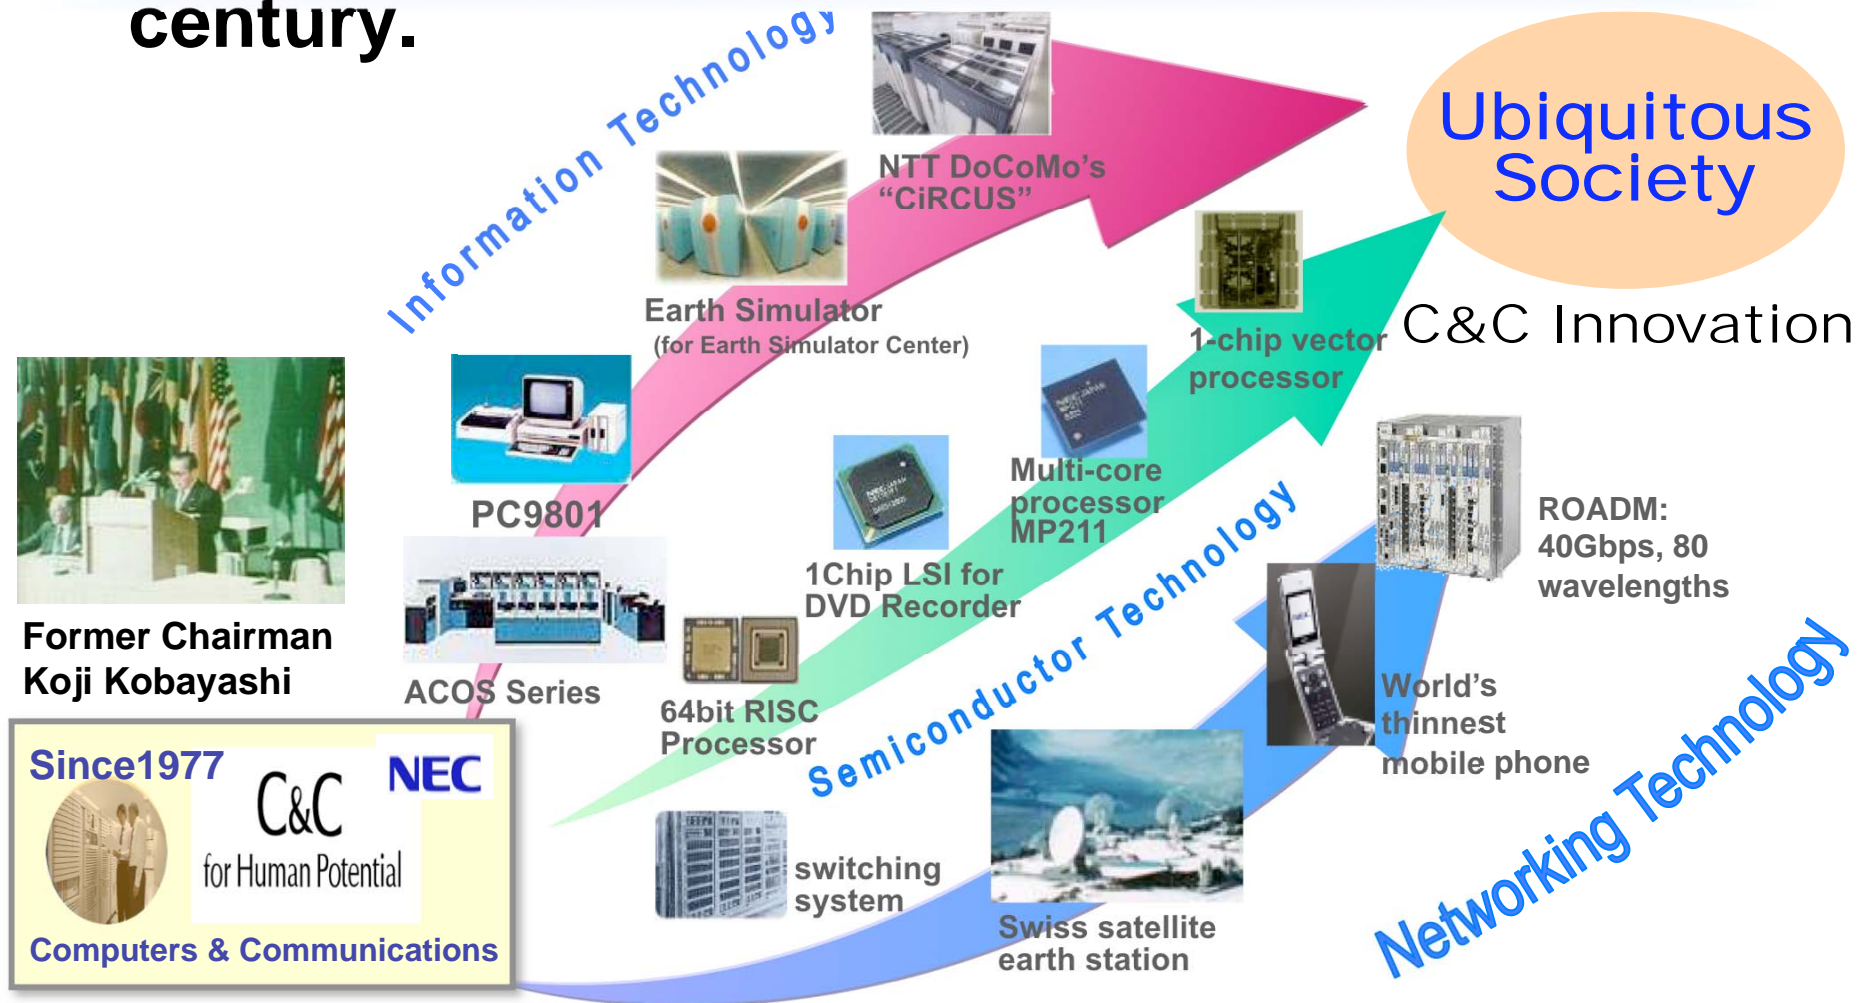 century.
Information Technology
NTT DoCoMo’s
“CiRCUS”
Ubiquitous
Society
C&C Innovation
Earth Simulator
(for Earth Simulator Center)
1-chip vector
processor
PC9801
Multi-core
processor
MP211
1Chip LSI for
DVD Recorder
ROADM:
40Gbps, 80
wavelengths
Former Chairman
Koji Kobayashi
ACOS Series
64bit RISC
Processor
Semiconductor Technology
World’s
thinnest
mobile phone
Networking Technology
Since1977
NEC
C&C
for Human Potential
Computers & Communications
switching
system
Swiss satellite
earth station